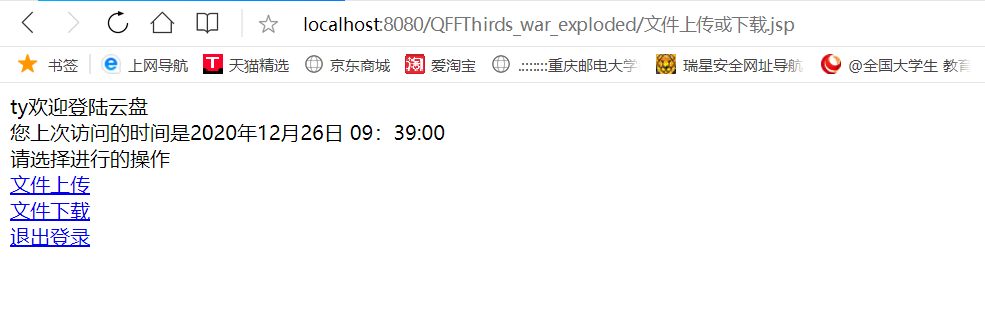 localhost:8080/QFFThirds_war_exploded/文件上传或下载.jsp
书签 上网导航 天猫精选 京东商城 爱淘宝 .:::::::重庆邮电大学 瑞星安全网址导航 @全国大学生 教育
ty欢迎登陆云盘
您上次访问的时间是2020年12月26日 09：39:00
请选择进行的操作
文件上传
文件下载
退出登录